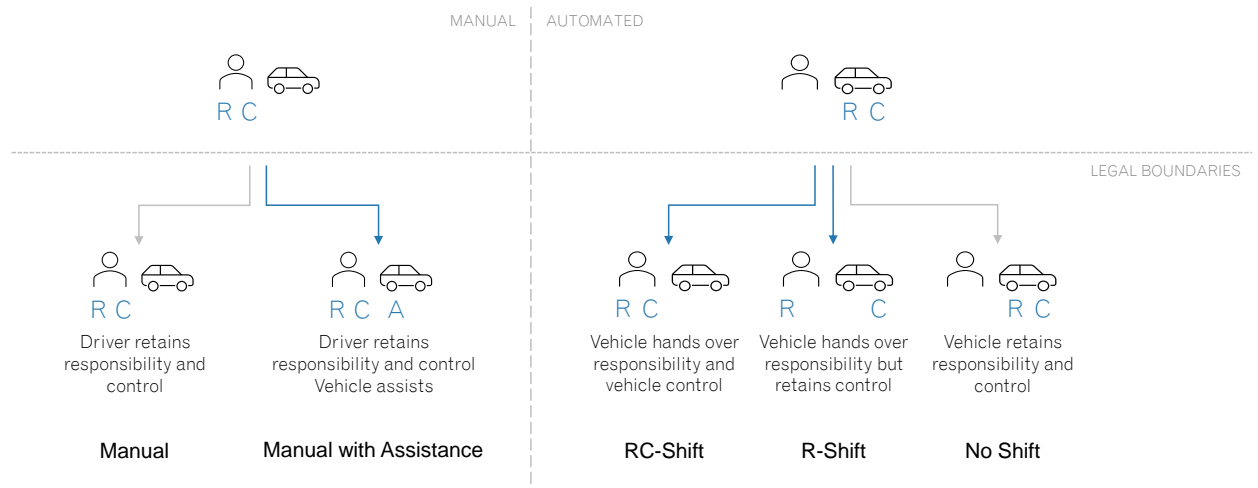 MANUAL
AUTOMATED
R C
R C
LEGAL BOUNDARIES
R C
R C A
R C
R C
R C
Driver retains
responsibility and
control
Driver retains
responsibility and control
Vehicle assists
Vehicle hands over
responsibility and
vehicle control
Vehicle hands over
responsibility but
retains control
Vehicle retains
responsibility and
control
Manual
Manual with Assistance
RC-Shift
R-Shift
No Shift